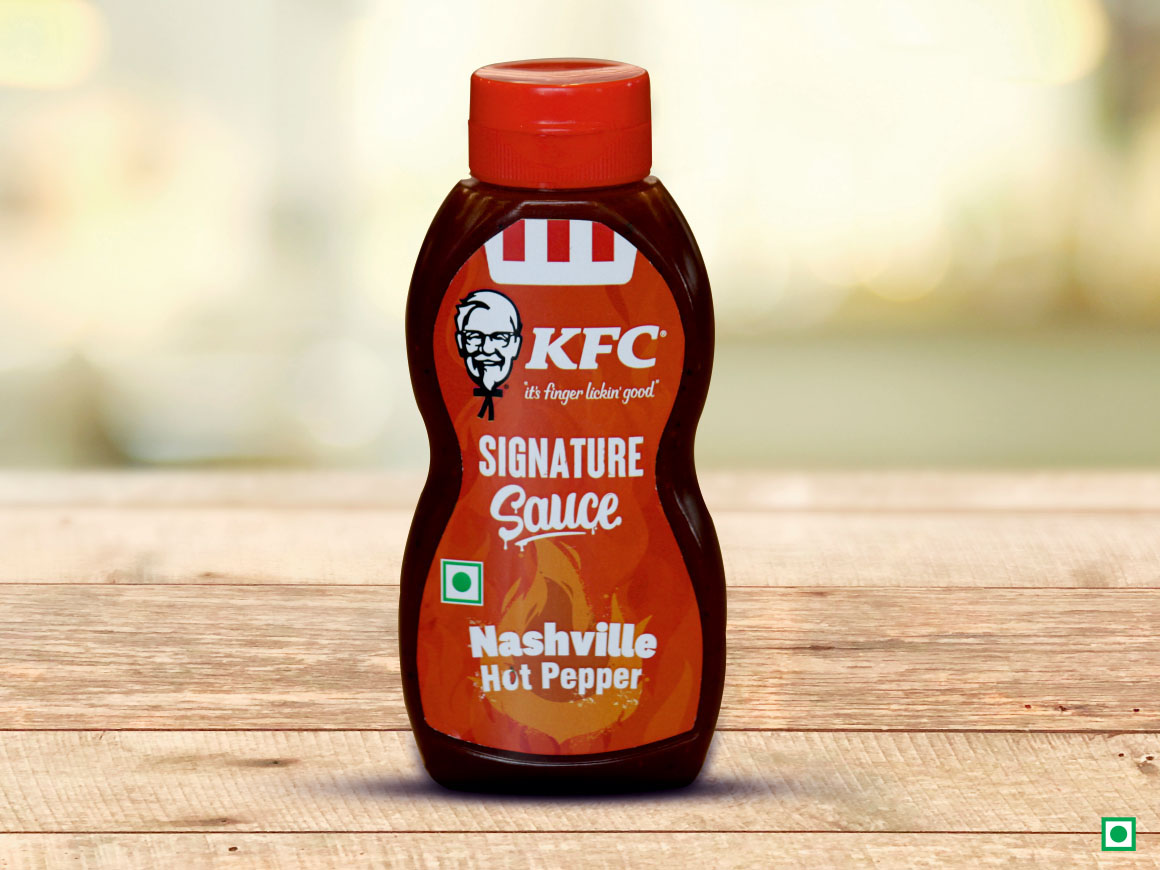 KFC®
"it's finger lickin' good"
SIGNATURE
Sauce
Nashville
Hot Pepper